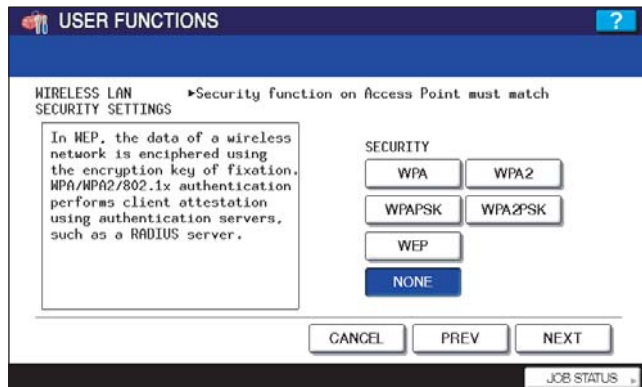 USER FUNCTIONS
?
WIRELESS LAN ►Security function on Access Point must match
SECURITY SETTINGS
In WEP, the data of a wireless
network is enciphered using
the encryption key of fixation.
WPA/WPA2/802.1x authentication
performs client attestation
using authentication servers,
such as a RADIUS server.
SECURITY
WPA WPA2
WPAPSK WPA2PSK
WEP
NONE
CANCEL PREV NEXT
JOB STATUS